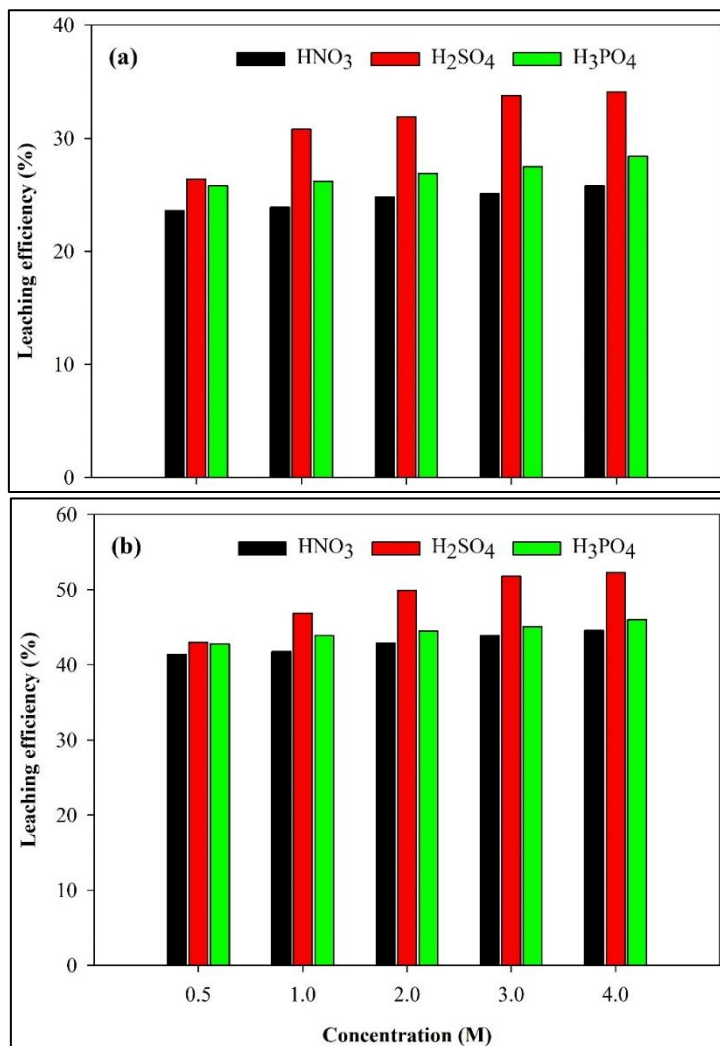 (a)
HNO3 H2SO4 H3PO4
40
30
20
10
0
Leaching efficiency (%)
(b)
HNO3 H2SO4 H3PO4
60
50
40
30
20
10
0
Leaching efficiency (%)
0.5 1.0 2.0 3.0 4.0
Concentration (M)